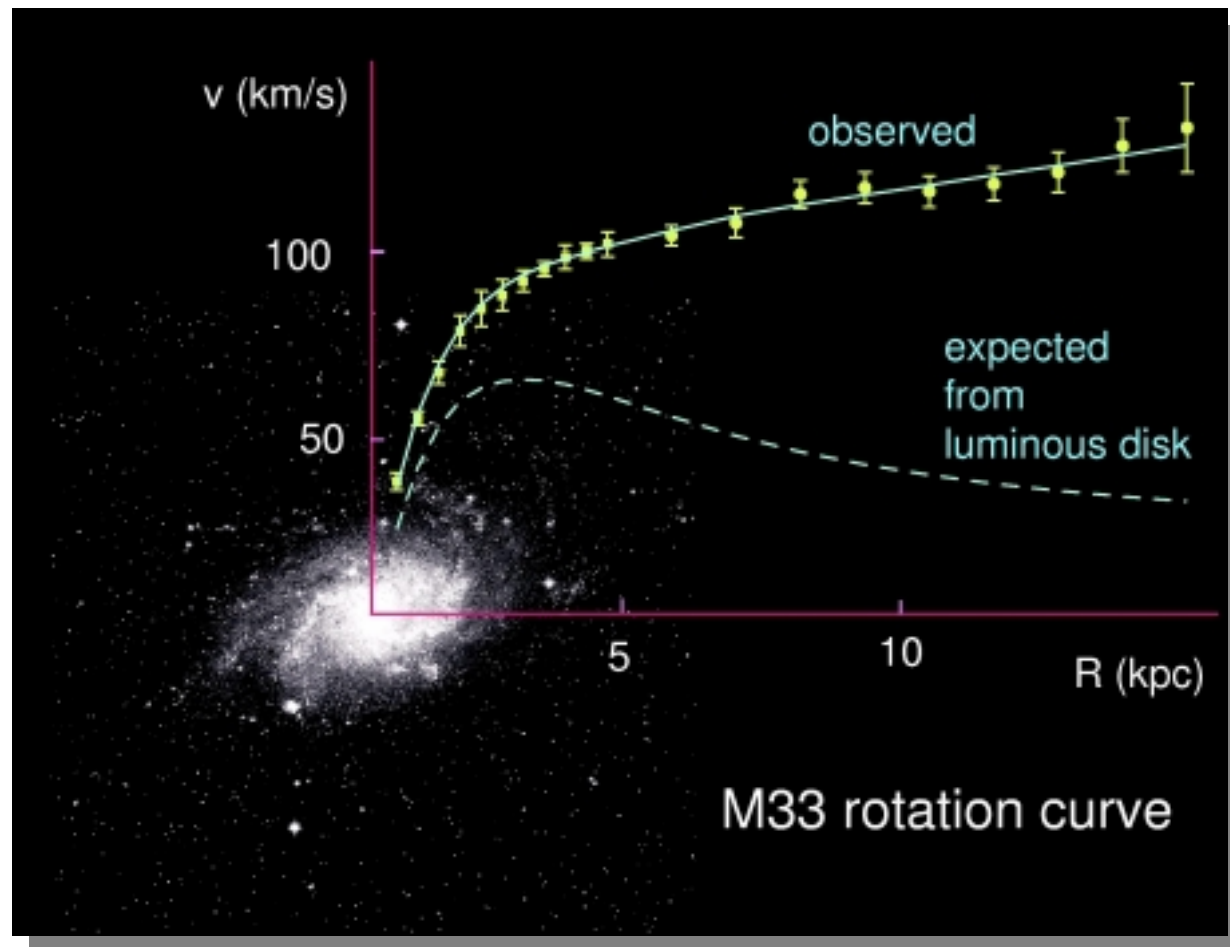 v (km/s)
observed
100
expected
from
luminous disk
50
5
10
R (kpc)
M33 rotation curve